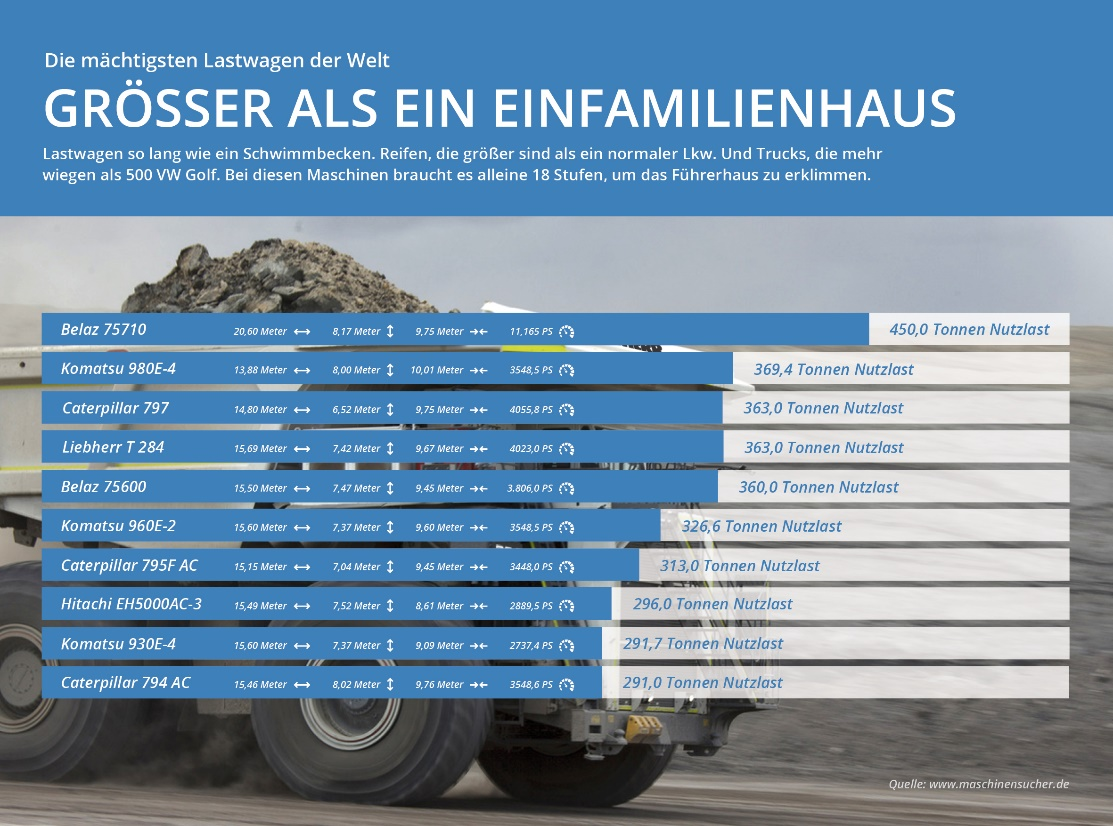 Die mächtigsten Lastwagen der Welt
GRÖSSER ALS EIN EINFAMILIENHAUS
Lastwagen so lang wie ein Schwimmbecken. Reifen, die größer sind als ein normaler Lkw. Und Trucks, die mehr
wiegen als 500 VW Golf. Bei diesen Maschinen braucht es alleine 18 Stufen, um das Führerhaus zu erklimmen.
Belaz 75710 20,60 Meter 8,17 Meter 9,75 Meter 11,165 PS 450,0 Tonnen Nutzlast
Komatsu 980E-4 13,88 Meter 8,00 Meter 10,01 Meter 3548,5 PS 369,4 Tonnen Nutzlast
Caterpillar 797 14,80 Meter 6,52 Meter 9,75 Meter 4055,8 PS 363,0 Tonnen Nutzlast
Liebherr T 284 15,69 Meter 7,42 Meter 9,67 Meter 4023,0 PS 363,0 Tonnen Nutzlast
Belaz 75600 15,50 Meter 7,47 Meter 9,45 Meter 3.806,0 PS 360,0 Tonnen Nutzlast
Komatsu 960E-2 15,60 Meter 7,37 Meter 9,60 Meter 3548,5 PS 326,6 Tonnen Nutzlast
Caterpillar 795F AC 15,15 Meter 7,04 Meter 9,45 Meter 3448,0 PS 313,0 Tonnen Nutzlast
Hitachi EH5000AC-3 15,49 Meter 7,52 Meter 8,61 Meter 2889,5 PS 296,0 Tonnen Nutzlast
Komatsu 930E-4 15,60 Meter 7,37 Meter 9,09 Meter 2737,4 PS 291,7 Tonnen Nutzlast
Caterpillar 794 AC 15,46 Meter 8,02 Meter 9,76 Meter 3548,6 PS 291,0 Tonnen Nutzlast
Quelle: www.maschinensucher.de